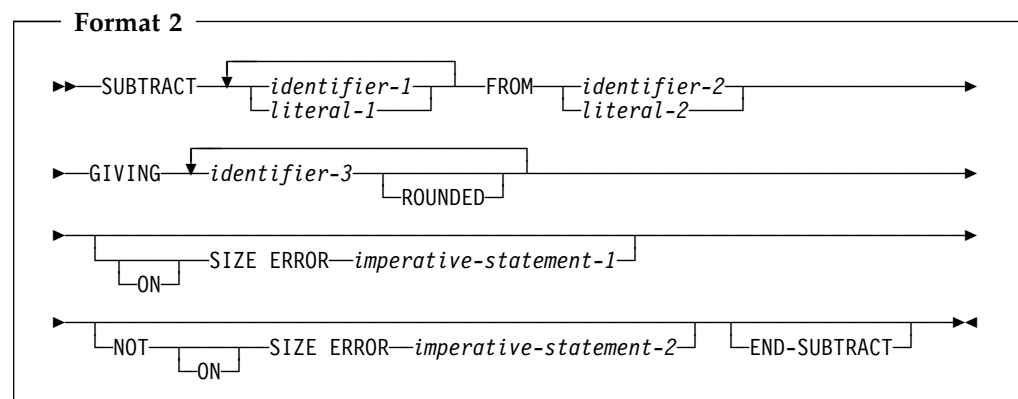 Format 2
SUBTRACT identifier-1 FROM identifier-2
literal-1 literal-2
GIVING identifier-3
ROUNDED
SIZE ERROR imperative-statement-1
ON
NOT SIZE ERROR imperative-statement-2 END-SUBTRACT
ON